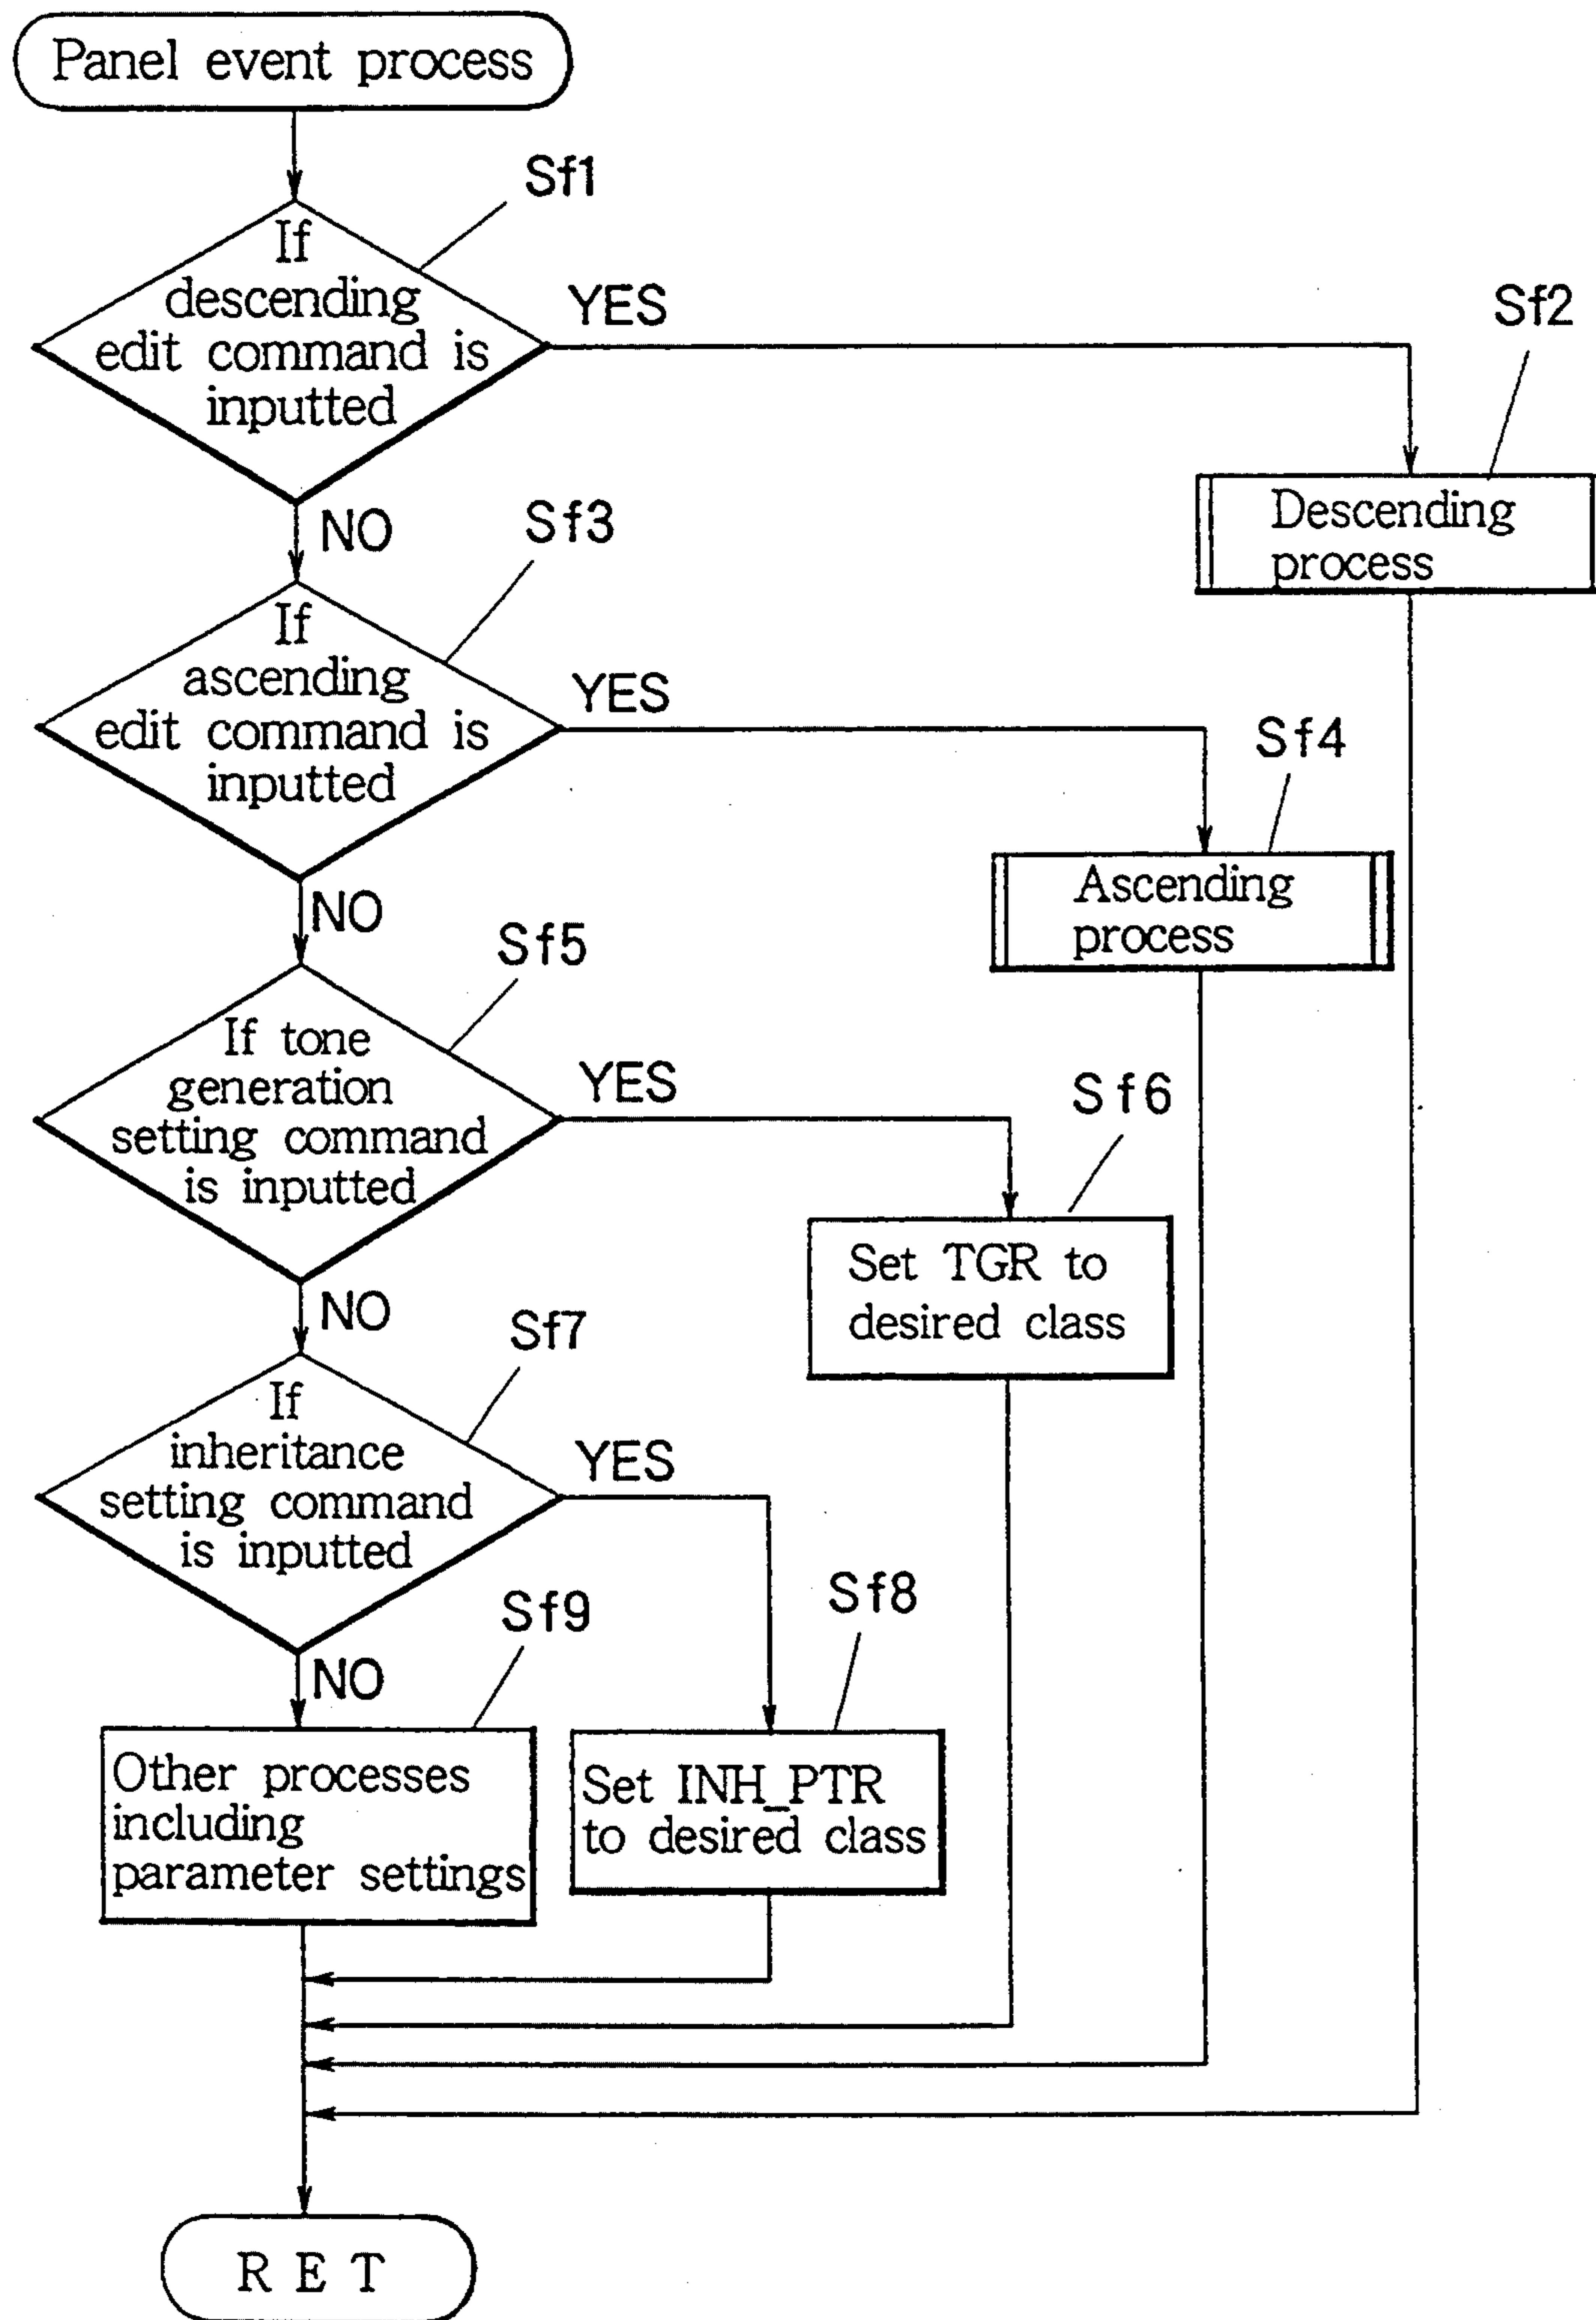 Panel event process
Sf1
If
descending
edit command is
inputted
YES
Sf2
Descending
process
NO
Sf3
If
ascending
edit command is
inputted
YES
Sf4
Ascending
process
NO
Sf5
If tone
generation
setting command
is inputted
YES
Sf6
Set TGR to
desired class
NO
Sf7
If
inheritance
setting command
is inputted
YES
Sf8
Set INH_PTR
to desired class
NO
Sf9
Other processes
including
parameter settings
RET